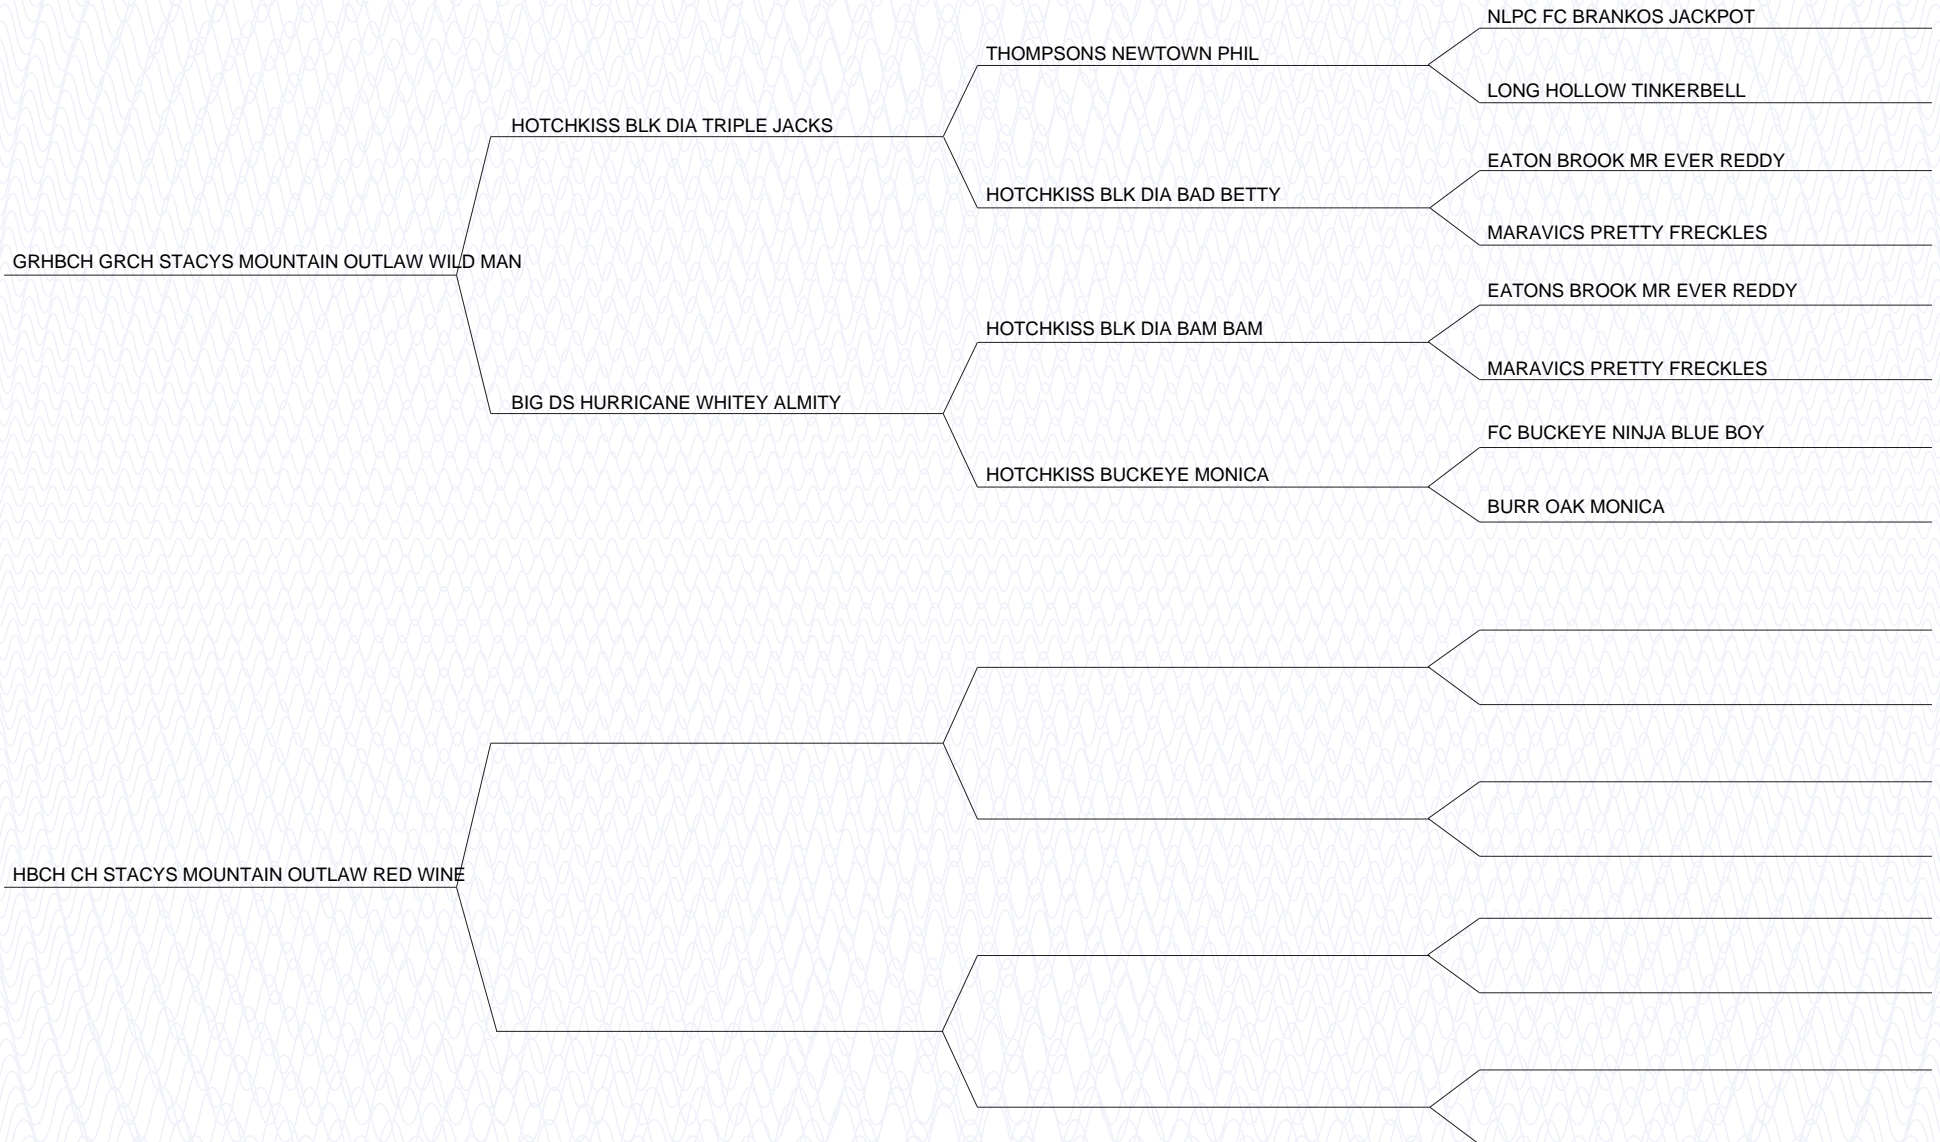 NLPC FC BRANKOS JACKPOT
THOMPSONS NEWTOWN PHIL
LONG HOLLOW TINKERBELL
HOTCHKISS BLK DIA TRIPLE JACKS
EATON BROOK MR EVER REDDY
HOTCHKISS BLK DIA BAD BETTY
MARAVICS PRETTY FRECKLES
GRHBCH GRCH STACYS MOUNTAIN OUTLAW WILD MAN
EATONS BROOK MR EVER REDDY
HOTCHKISS BLK DIA BAM BAM
MARAVICS PRETTY FRECKLES
BIG DS HURRICANE WHITEY ALMITY
FC BUCKEYE NINJA BLUE BOY
HOTCHKISS BUCKEYE MONICA
BURR OAK MONICA
HBCH CH STACYS MOUNTAIN OUTLAW RED WINE